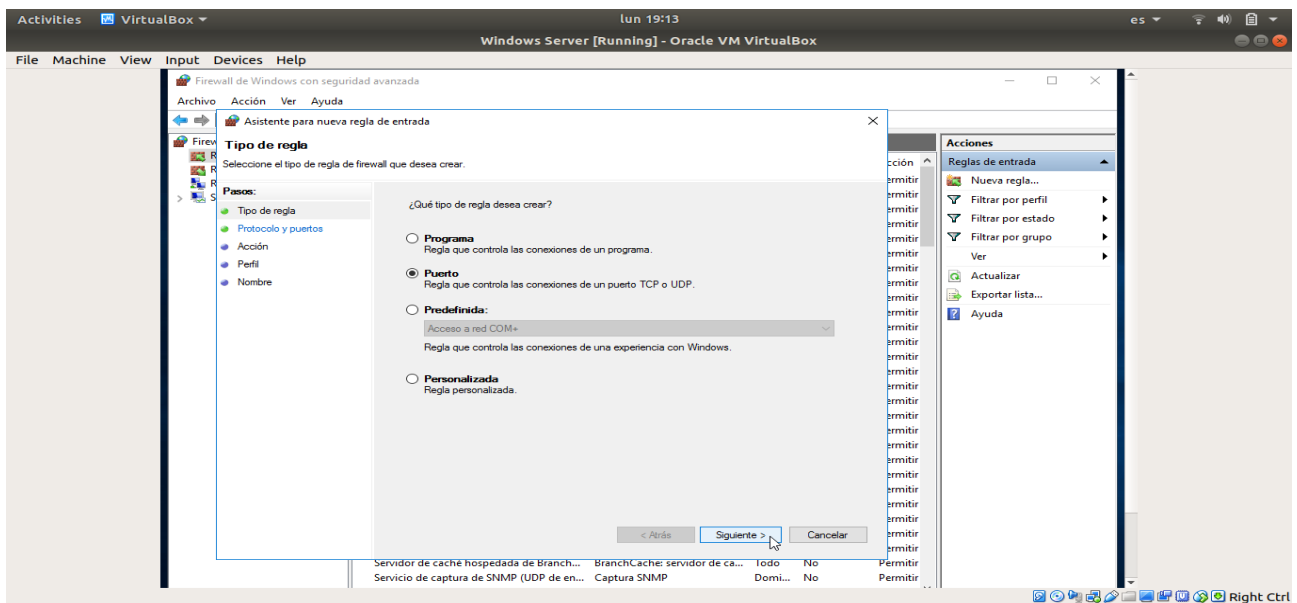 Activities VirtualBox lun 19:13 es
Windows Server [Running] - Oracle VM VirtualBox
File Machine View Input Devices Help
Firewall de Windows con seguridad avanzada
Archivo Acción Ver Ayuda
Asistente para nueva regla de entrada
Tipo de regla
Seleccione el tipo de regla de firewall que desea crear.
Pasos:
Tipo de regla
Protocolo y puertos
Acción
Perfil
Nombre
¿Qué tipo de regla desea crear?
Programa
Regla que controla las conexiones de un programa.
Puerto
Regla que controla las conexiones de un puerto TCP o UDP.
Predefinida:
Acceso a red COM+
Regla que controla las conexiones de una experiencia con Windows.
Personalizada
Regla personalizada.
< Atrás Siguiente > Cancelar
Servidor de caché hospedada de Branch... BranchCache: servidor de ca... Todo No Permitir
Servicio de captura de SNMP (UDP de en... Captura SNMP Domi... No Permitir
Acciones
Reglas de entrada
Nueva regla...
Filtrar por perfil
Filtrar por estado
Filtrar por grupo
Ver
Actualizar
Exportar lista...
Ayuda
Right Ctrl